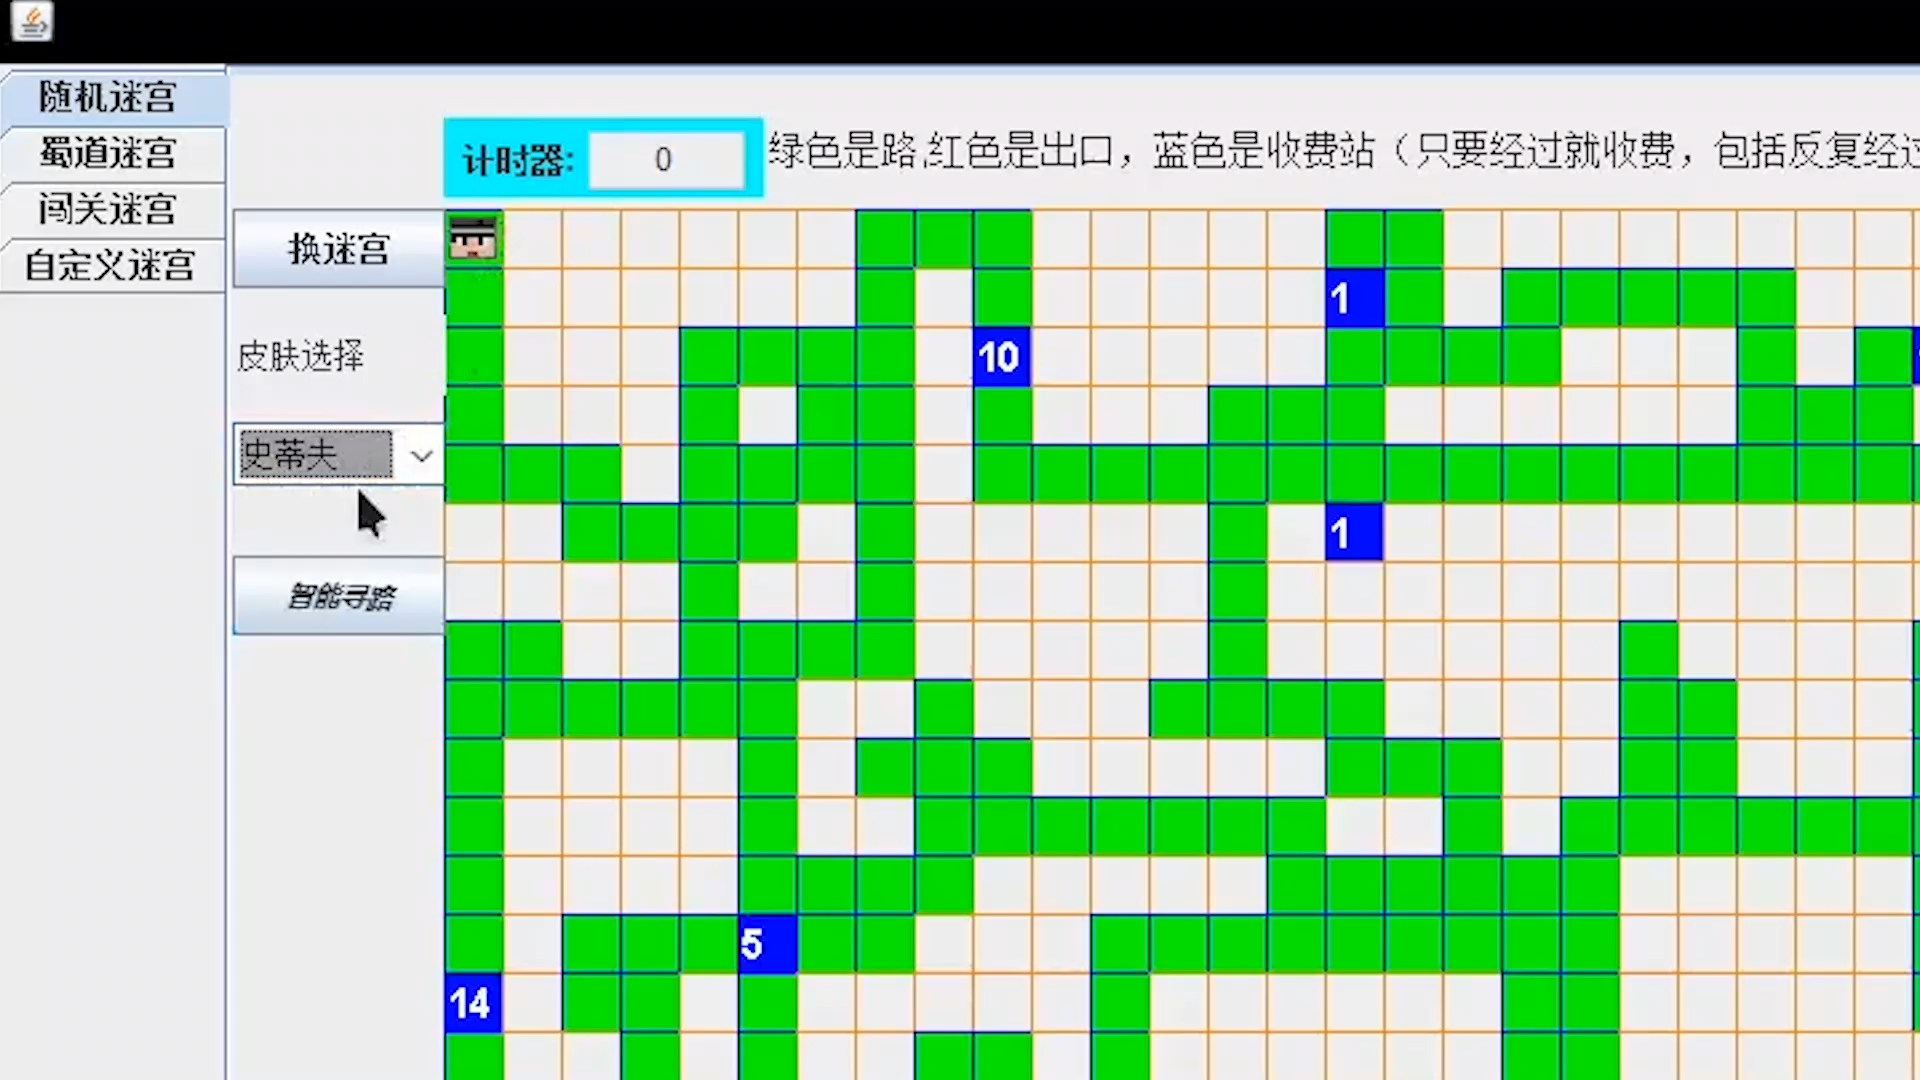 随机迷宫
蜀道迷宫
闯关迷宫
自定义迷宫
计时器: 0
绿色是路,红色是出口，蓝色是收费站（只要经过就收费，包括反复经过
换迷宫
皮肤选择
史蒂夫
智能寻路
1
10
1
5
14